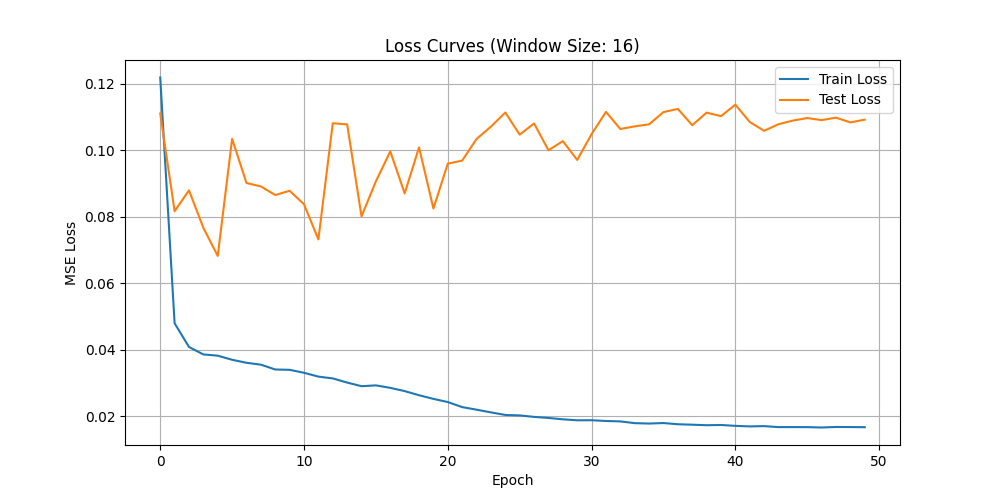 Loss Curves (Window Size: 16)
Train Loss
Test Loss
MSE Loss
0.12
0.10
0.08
0.06
0.04
0.02
0 10 20 30 40 50
Epoch